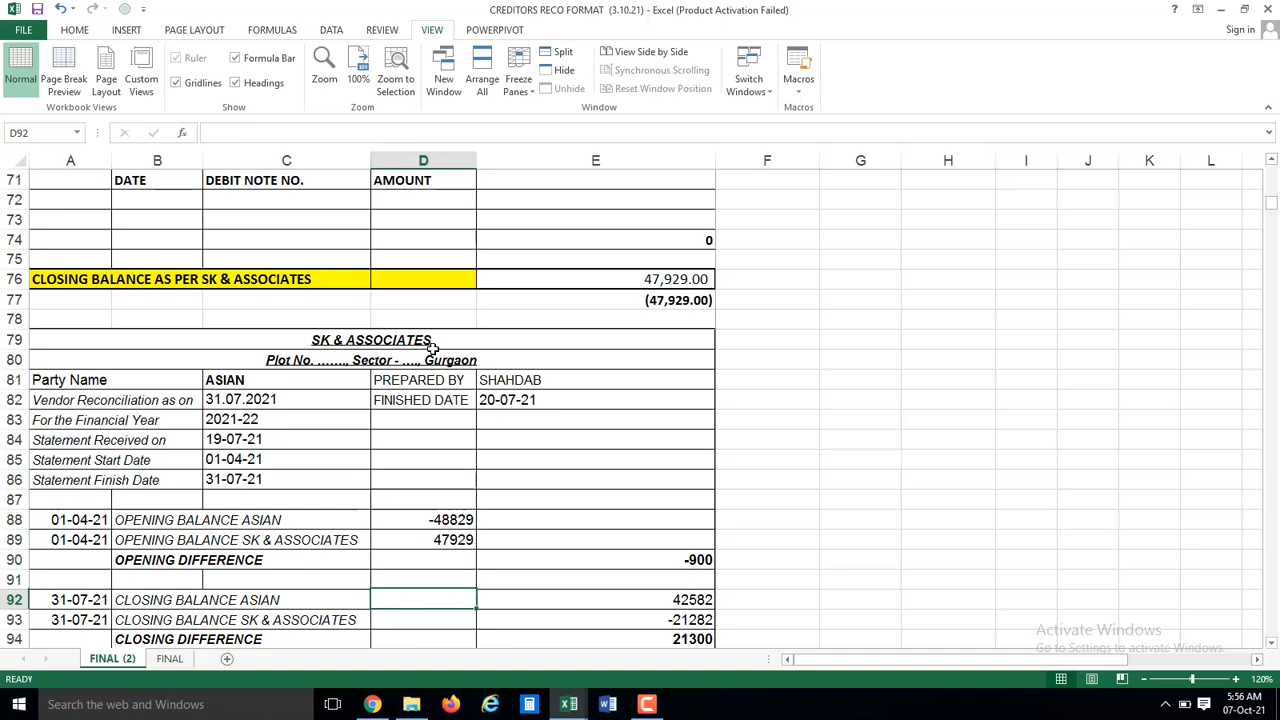 CREDITORS RECO FORMAT (3.10.21) - Excel (Product Activation Failed)
FILE HOME INSERT PAGE LAYOUT FORMULAS DATA REVIEW VIEW POWERPIVOT Sign in
Normal Page Break Preview Page Layout Custom Views
Workbook Views
Ruler Formula Bar
Gridlines Headings
Show
Zoom 100% Zoom to Selection
Zoom
New Window Arrange All Freeze Panes
Split
Hide
Unhide
View Side by Side
Synchronous Scrolling
Reset Window Position
Window
Switch Windows
Macros
Macros
D92 fx
A B C D E F G H I J K L
71 DATE DEBIT NOTE NO. AMOUNT
72
73
74 0
75
76 CLOSING BALANCE AS PER SK & ASSOCIATES 47,929.00
77 (47,929.00)
78
79 SK & ASSOCIATES
80 Plot No. ......., Sector - ...., Gurgaon
81 Party Name ASIAN PREPARED BY SHAHDAB
82 Vendor Reconciliation as on 31.07.2021 FINISHED DATE 20-07-21
83 For the Financial Year 2021-22
84 Statement Received on 19-07-21
85 Statement Start Date 01-04-21
86 Statement Finish Date 31-07-21
87
88 01-04-21 OPENING BALANCE ASIAN -48829
89 01-04-21 OPENING BALANCE SK & ASSOCIATES 47929
90 OPENING DIFFERENCE -900
91
92 31-07-21 CLOSING BALANCE ASIAN 42582
93 31-07-21 CLOSING BALANCE SK & ASSOCIATES -21282
94 CLOSING DIFFERENCE 21300
Activate Windows
Go to Settings to activate Windows.
FINAL (2) FINAL
READY 120%
Search the web and Windows
5:56 AM
07-Oct-21